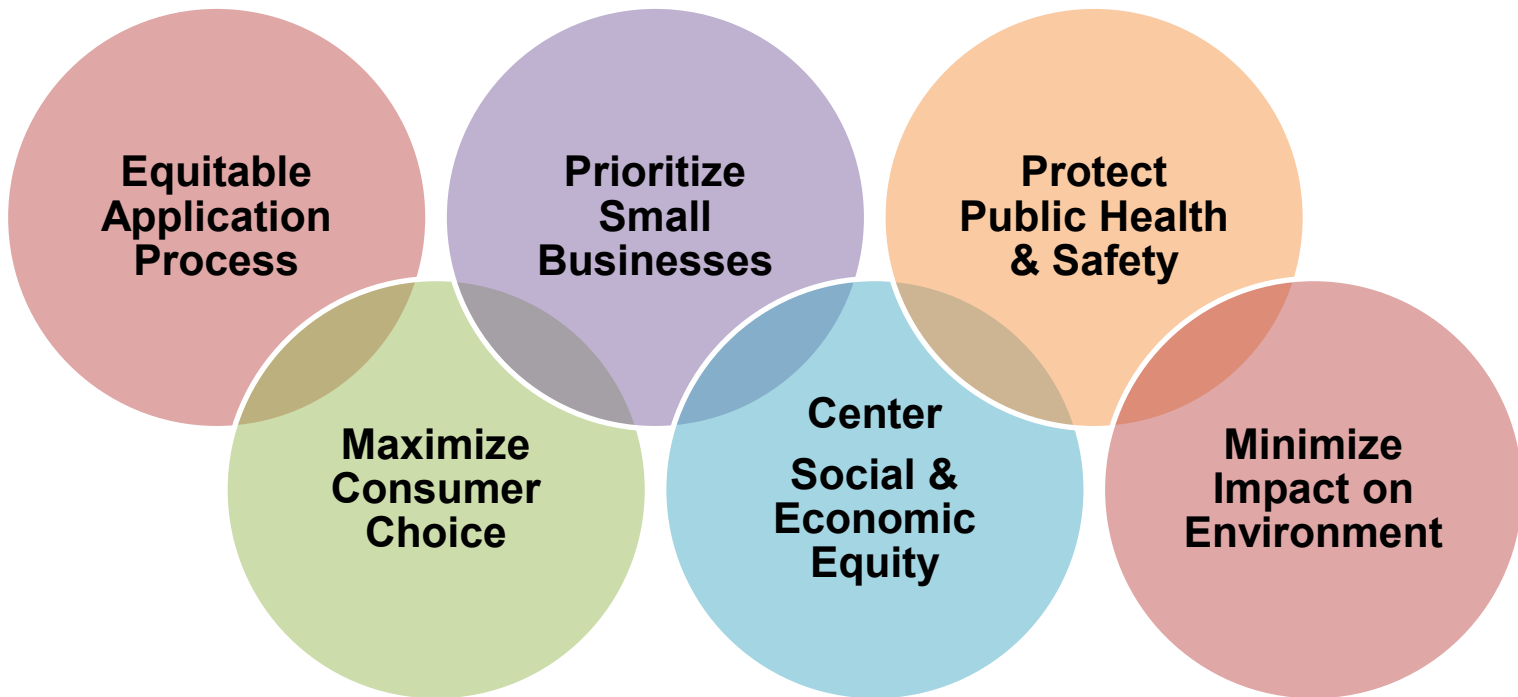 Equitable
Application
Process
Prioritize
Small
Businesses
Protect
Public Health
& Safety
Maximize
Consumer
Choice
Center
Social &
Economic
Equity
Minimize
Impact on
Environment